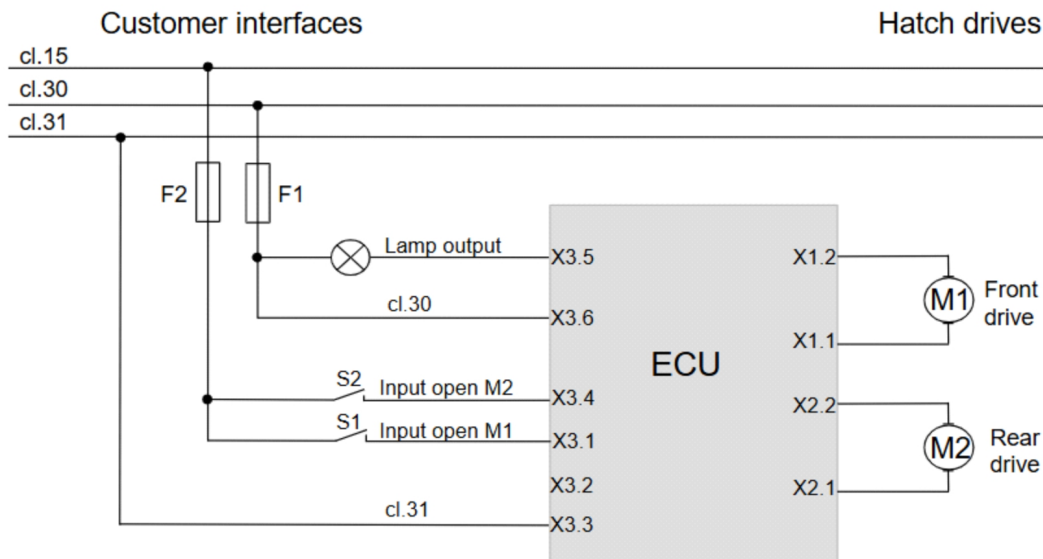 Customer interfaces
Hatch drives
cl.15
cl.30
cl.31
F2
F1
Lamp output
X3.5
X1.2
M1
Front
drive
cl.30
X3.6
X1.1
ECU
S2
Input open M2
X3.4
X2.2
S1
Input open M1
X3.1
M2
Rear
drive
X3.2
X2.1
cl.31
X3.3